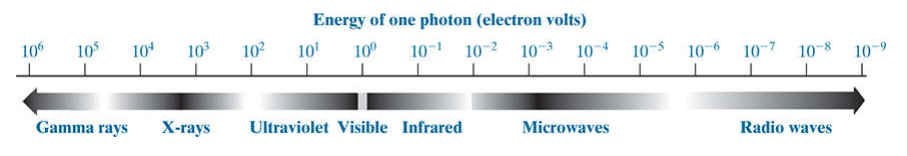 Energy of one photon (electron volts)
10⁶ 10⁵ 10⁴ 10³ 10² 10¹ 10⁰ 10⁻¹ 10⁻² 10⁻³ 10⁻⁴ 10⁻⁵ 10⁻⁶ 10⁻⁷ 10⁻⁸ 10⁻⁹
Gamma rays X-rays Ultraviolet Visible Infrared Microwaves Radio waves